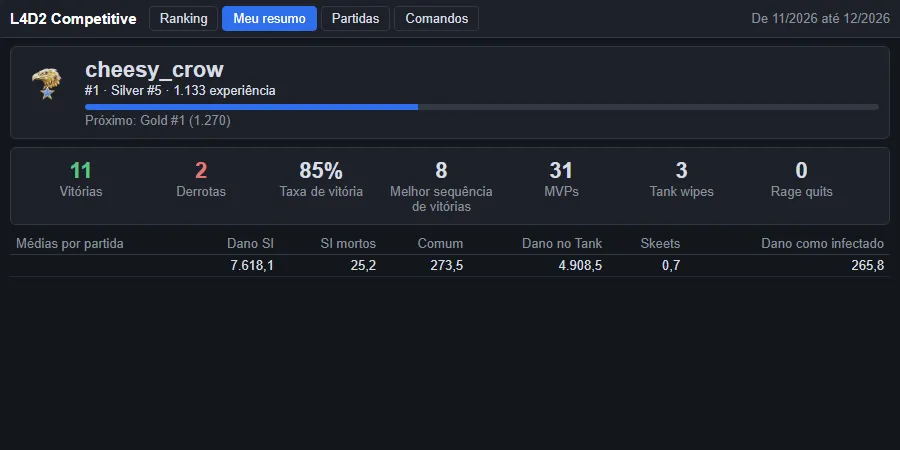 L4D2 Competitive Ranking Meu resumo Partidas Comandos De 11/2026 até 12/2026
cheesy_crow
#1 · Silver #5 · 1.133 experiência
Próximo: Gold #1 (1.270)
11 2 85% 8 31 3 0
Vitórias Derrotas Taxa de vitória Melhor sequência MVPs Tank wipes Rage quits
de vitórias
Médias por partida Dano SI SI mortos Comum Dano no Tank Skeets Dano como infectado
7.618,1 25,2 273,5 4.908,5 0,7 265,8